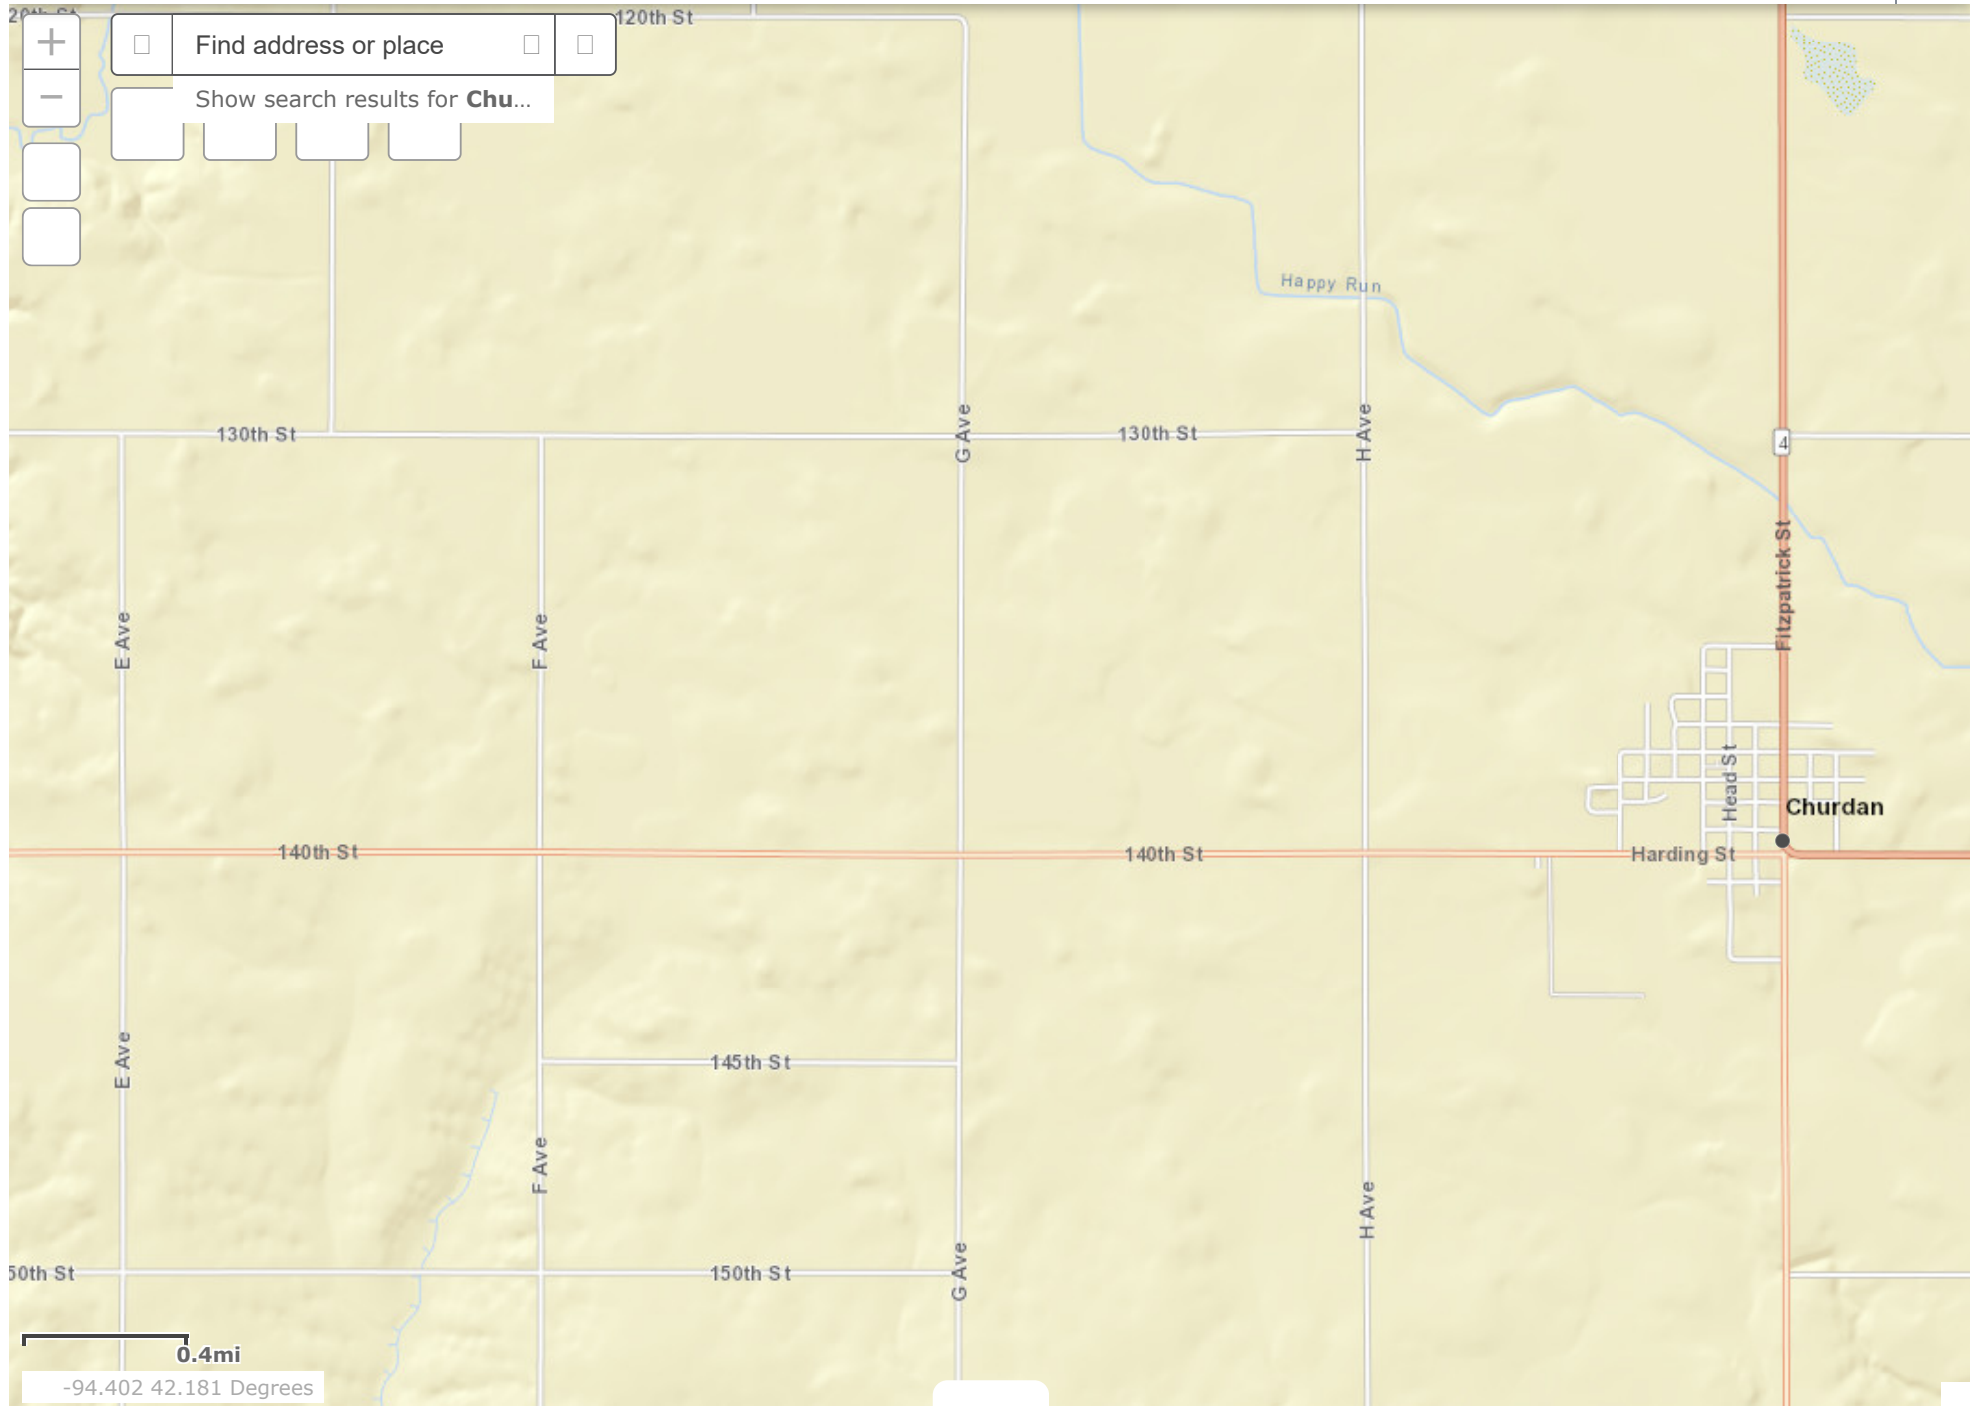 20th St
120th St
+
Find address or place
−
Show search results for Chu...
Happy Run
130th St
G Ave
130th St
H Ave
4
Fitzpatrick St
E Ave
F Ave
Head St
Churdan
140th St
140th St
Harding St
E Ave
145th St
F Ave
H Ave
50th St
150th St
G Ave
0.4mi
-94.402 42.181 Degrees